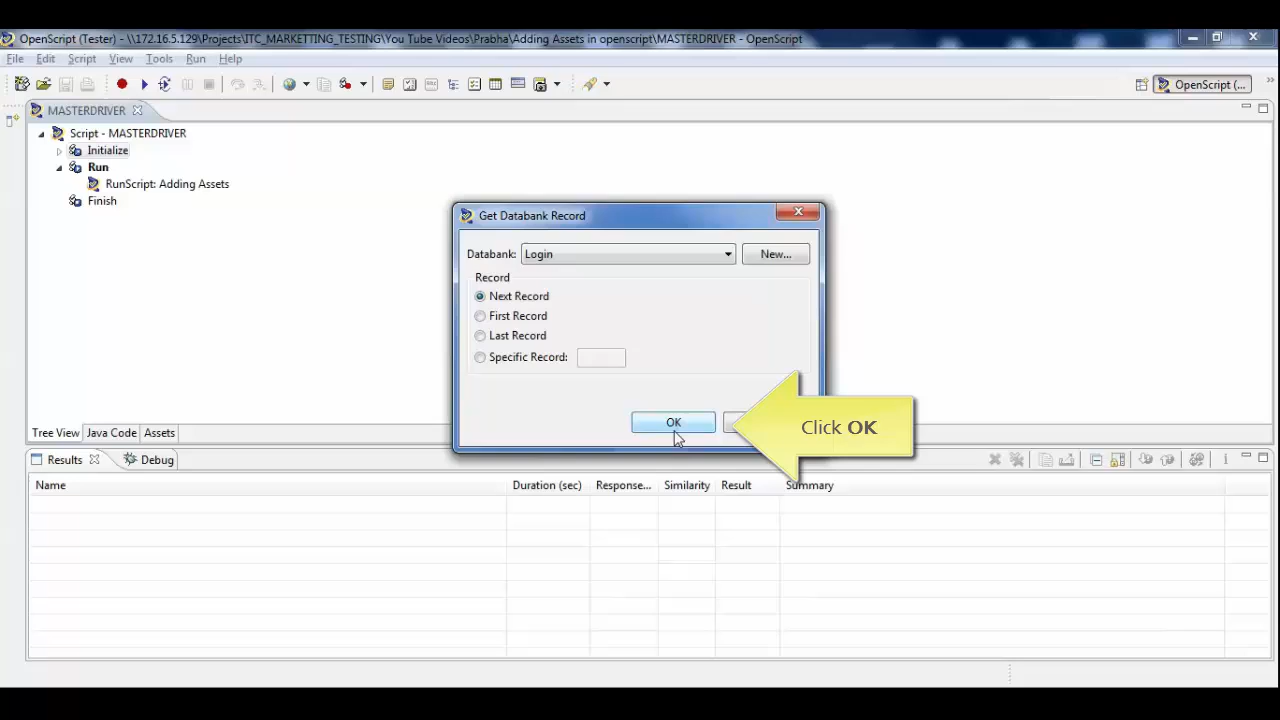 OpenScript (Tester) - \\172.16.5.129\Projects\ITC_MARKETTING_TESTING\You Tube Videos\Prabha\Adding Assets in openscript\MASTERDRIVER - OpenScript
File Edit Script View Tools Run Help
OpenScript (...
MASTERDRIVER
Script - MASTERDRIVER
Initialize
Run
RunScript: Adding Assets
Finish
Get Databank Record
Databank: Login New...
Record
Next Record
First Record
Last Record
Specific Record:
OK
Click OK
Tree View Java Code Assets
Results Debug
Name Duration (sec) Response... Similarity Result Summary